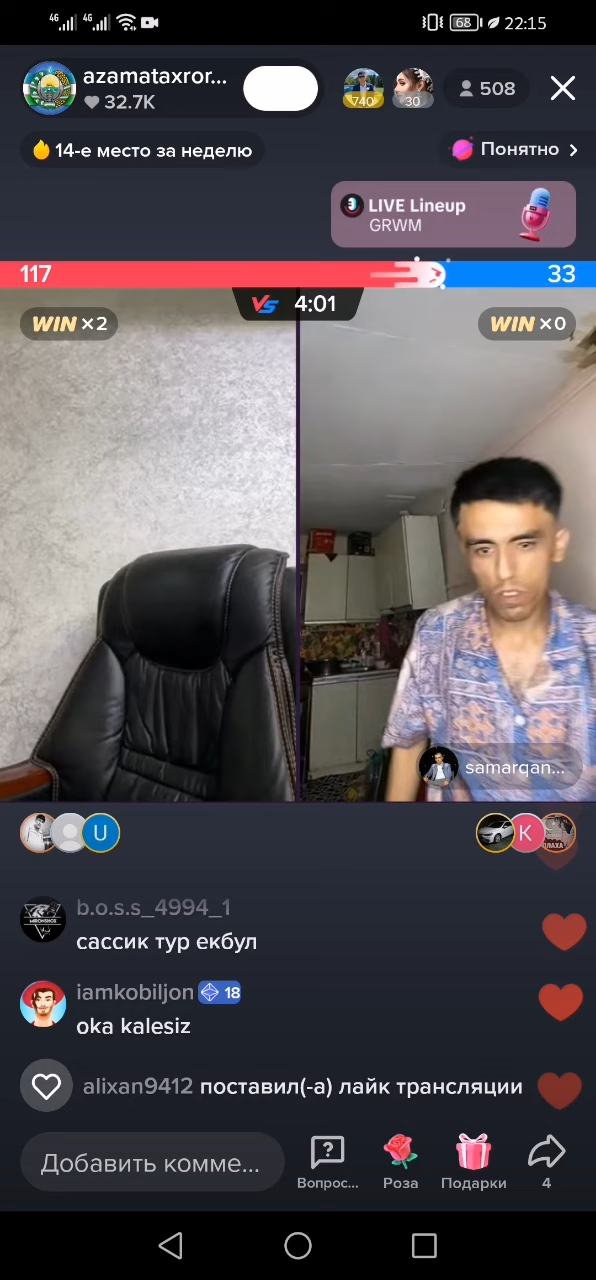 4G 4G 68 22:15
azamataxror...
32.7K
740
30
508
14-е место за неделю
Понятно
LIVE Lineup
GRWM
117
33
VS 4:01
WIN ×2
WIN ×0
samarqan...
U
K
ПЛАХА
b.o.s.s_4994_1
сассик тур екбул
iamkobiljon 18
oka kalesiz
alixan9412 поставил(-а) лайк трансляции
Добавить комме...
Вопрос...
Роза
Подарки
4